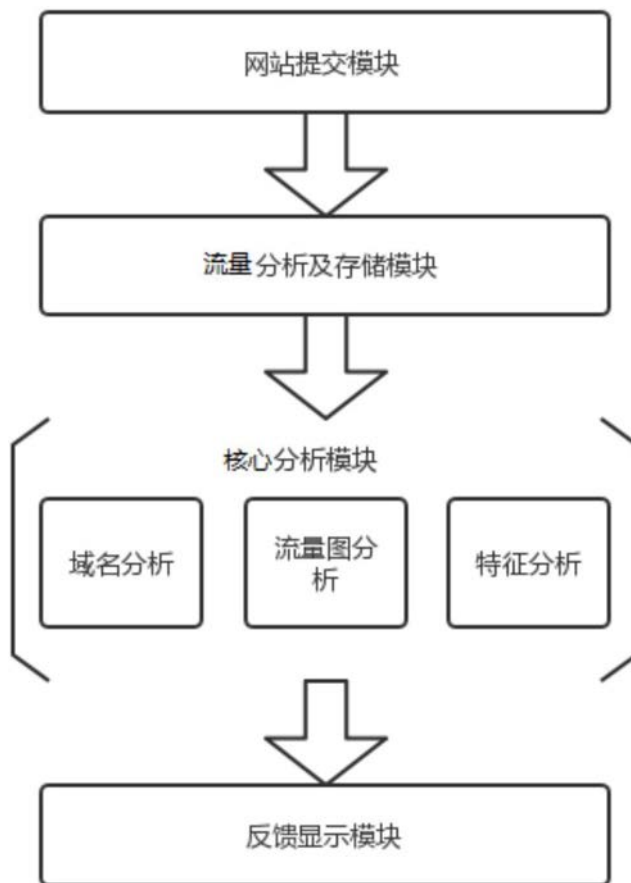 网站提交模块
流量分析及存储模块
核心分析模块
域名分析
流量图分
析
特征分析
反馈显示模块